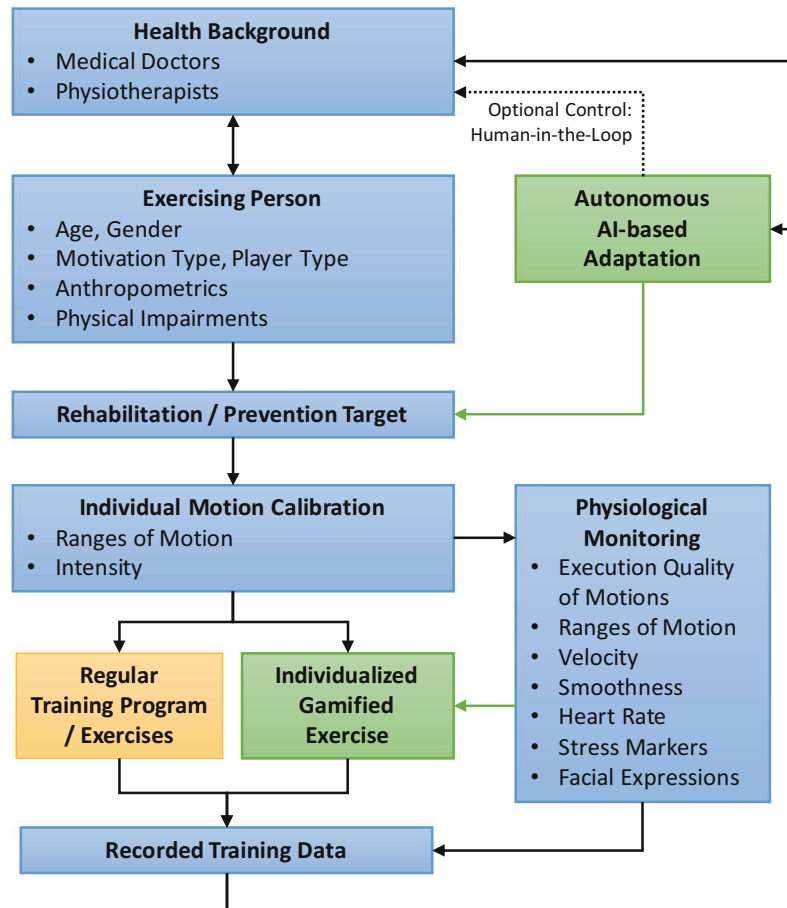 Health Background
• Medical Doctors
• Physiotherapists
Optional Control:
Human-in-the-Loop
Exercising Person
• Age, Gender
• Motivation Type, Player Type
• Anthropometrics
• Physical Impairments
Autonomous
AI-based
Adaptation
Rehabilitation / Prevention Target
Individual Motion Calibration
• Ranges of Motion
• Intensity
Physiological
Monitoring
• Execution Quality
of Motions
• Ranges of Motion
• Velocity
• Smoothness
• Heart Rate
• Stress Markers
• Facial Expressions
Regular
Training Program
/ Exercises
Individualized
Gamified
Exercise
Recorded Training Data